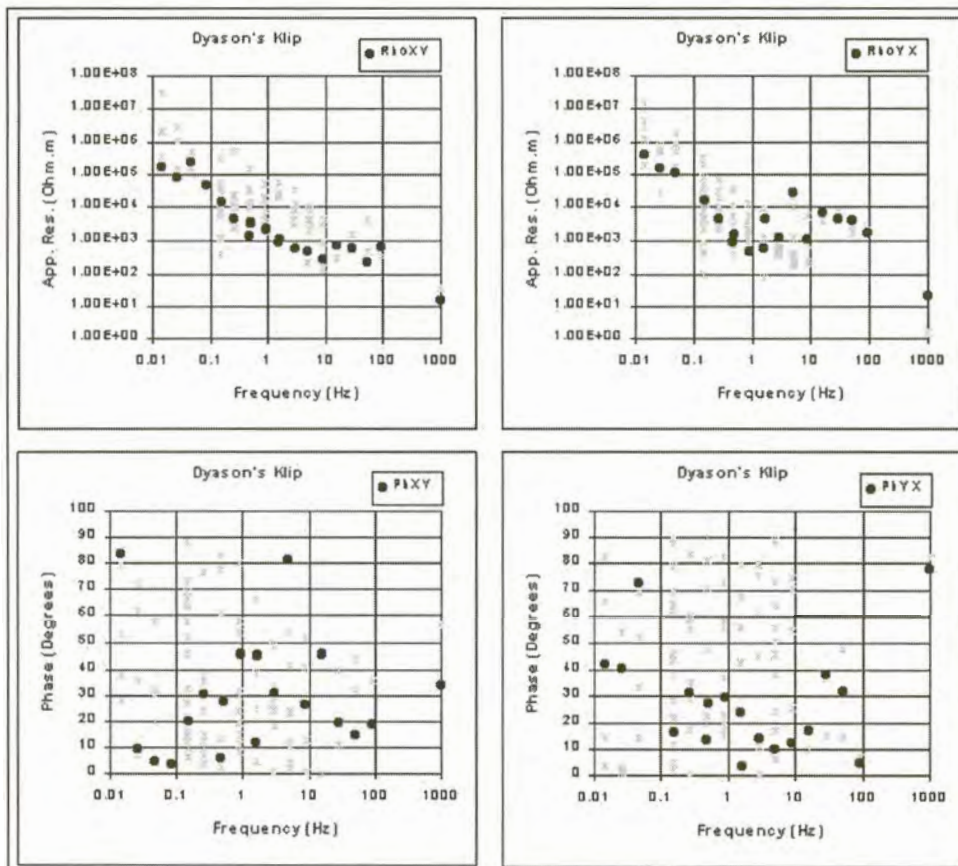 Dyason's Klip
RhoXY
1.00E+08
1.00E+07
1.00E+06
1.00E+05
1.00E+04
1.00E+03
1.00E+02
1.00E+01
1.00E+00
App. Res. (Ohm.m)
0.01 0.1 1 10 100 1000
Frequency (Hz)
Dyason's Klip
RhoYX
1.00E+08
1.00E+07
1.00E+06
1.00E+05
1.00E+04
1.00E+03
1.00E+02
1.00E+01
1.00E+00
App. Res. (Ohm.m)
0.01 0.1 1 10 100 1000
Frequency (Hz)
Dyason's Klip
PhXY
100
90
80
70
60
50
40
30
20
10
0
Phase (Degrees)
0.01 0.1 1 10 100 1000
Frequency (Hz)
Dyason's Klip
PhYX
100
90
80
70
60
50
40
30
20
10
0
Phase (Degrees)
0.01 0.1 1 10 100 1000
Frequency (Hz)